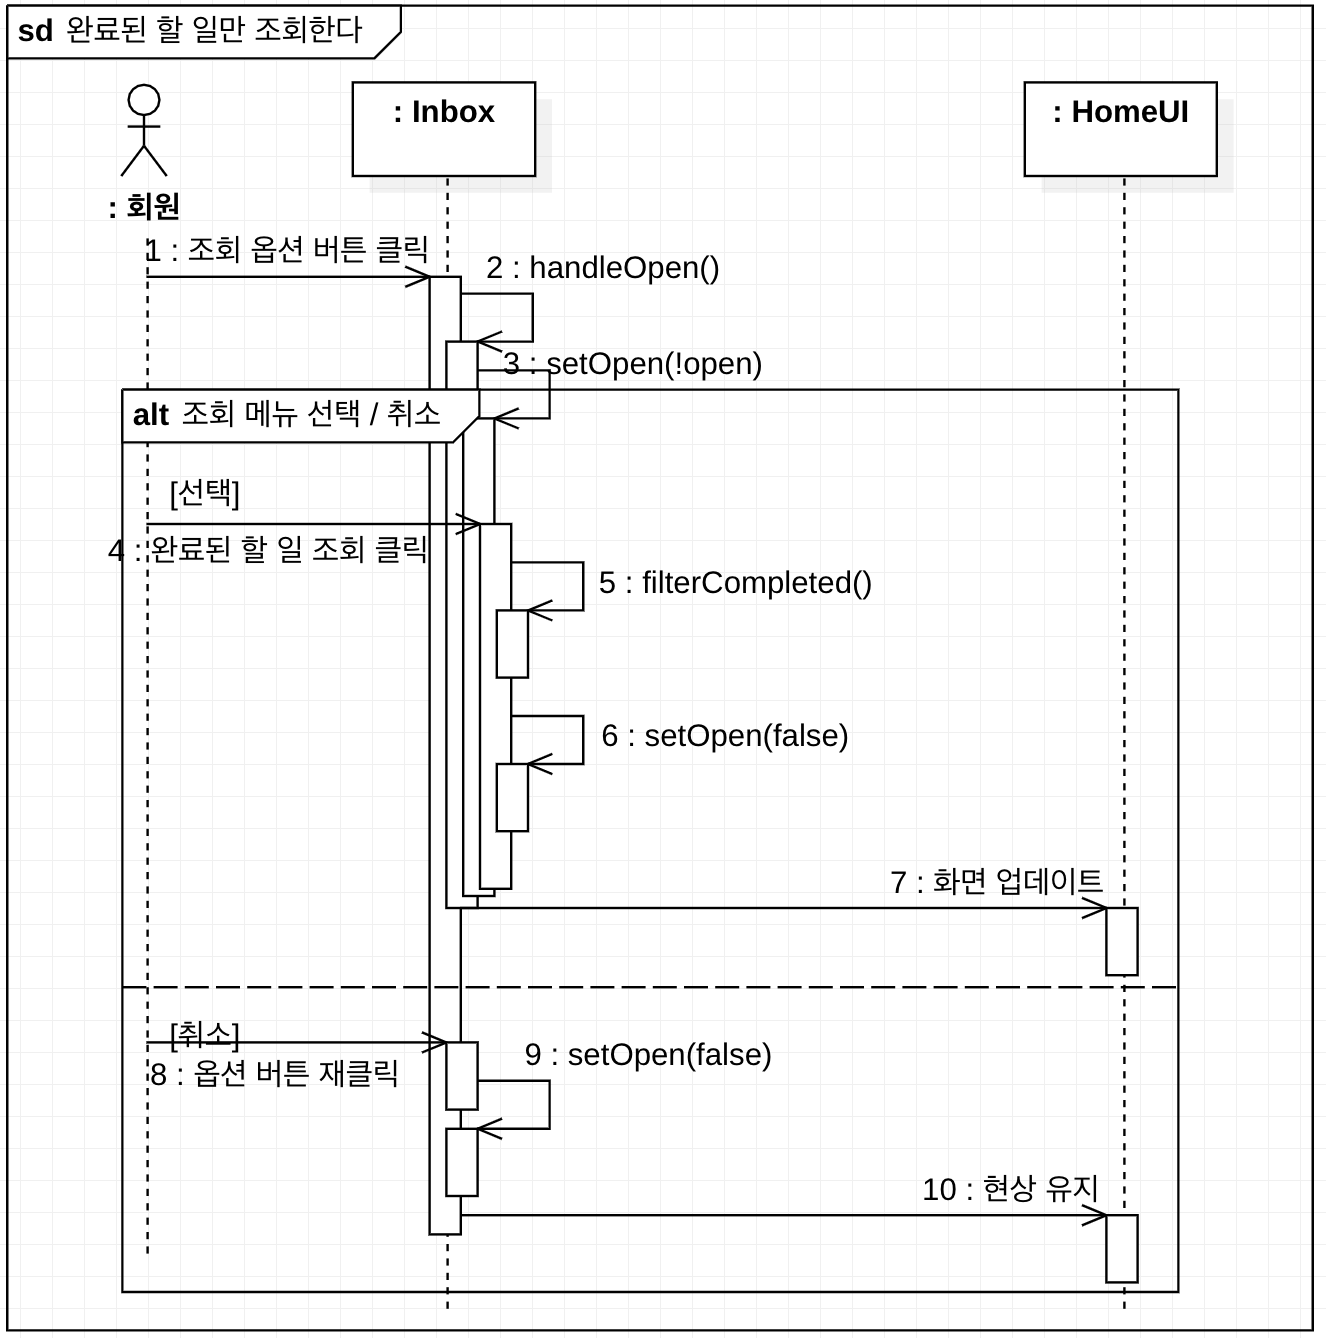 sd 완료된 할 일만 조회한다
: 회원
: Inbox
: HomeUI
1 : 조회 옵션 버튼 클릭
2 : handleOpen()
3 : setOpen(!open)
alt 조회 메뉴 선택 / 취소
[선택]
4 : 완료된 할 일 조회 클릭
5 : filterCompleted()
6 : setOpen(false)
7 : 화면 업데이트
[취소]
8 : 옵션 버튼 재클릭
9 : setOpen(false)
10 : 현상 유지